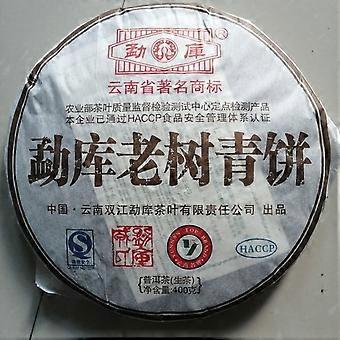 勐库
云南省著名商标
农业部茶叶质量监督检验测试中心定点检测产品
本企业已通过HACCP食品安全管理体系认证
勐库老树青饼
中国·云南双江勐库茶叶有限责任公司 出品
HACCP
普洱茶(生茶)
净含量:400克